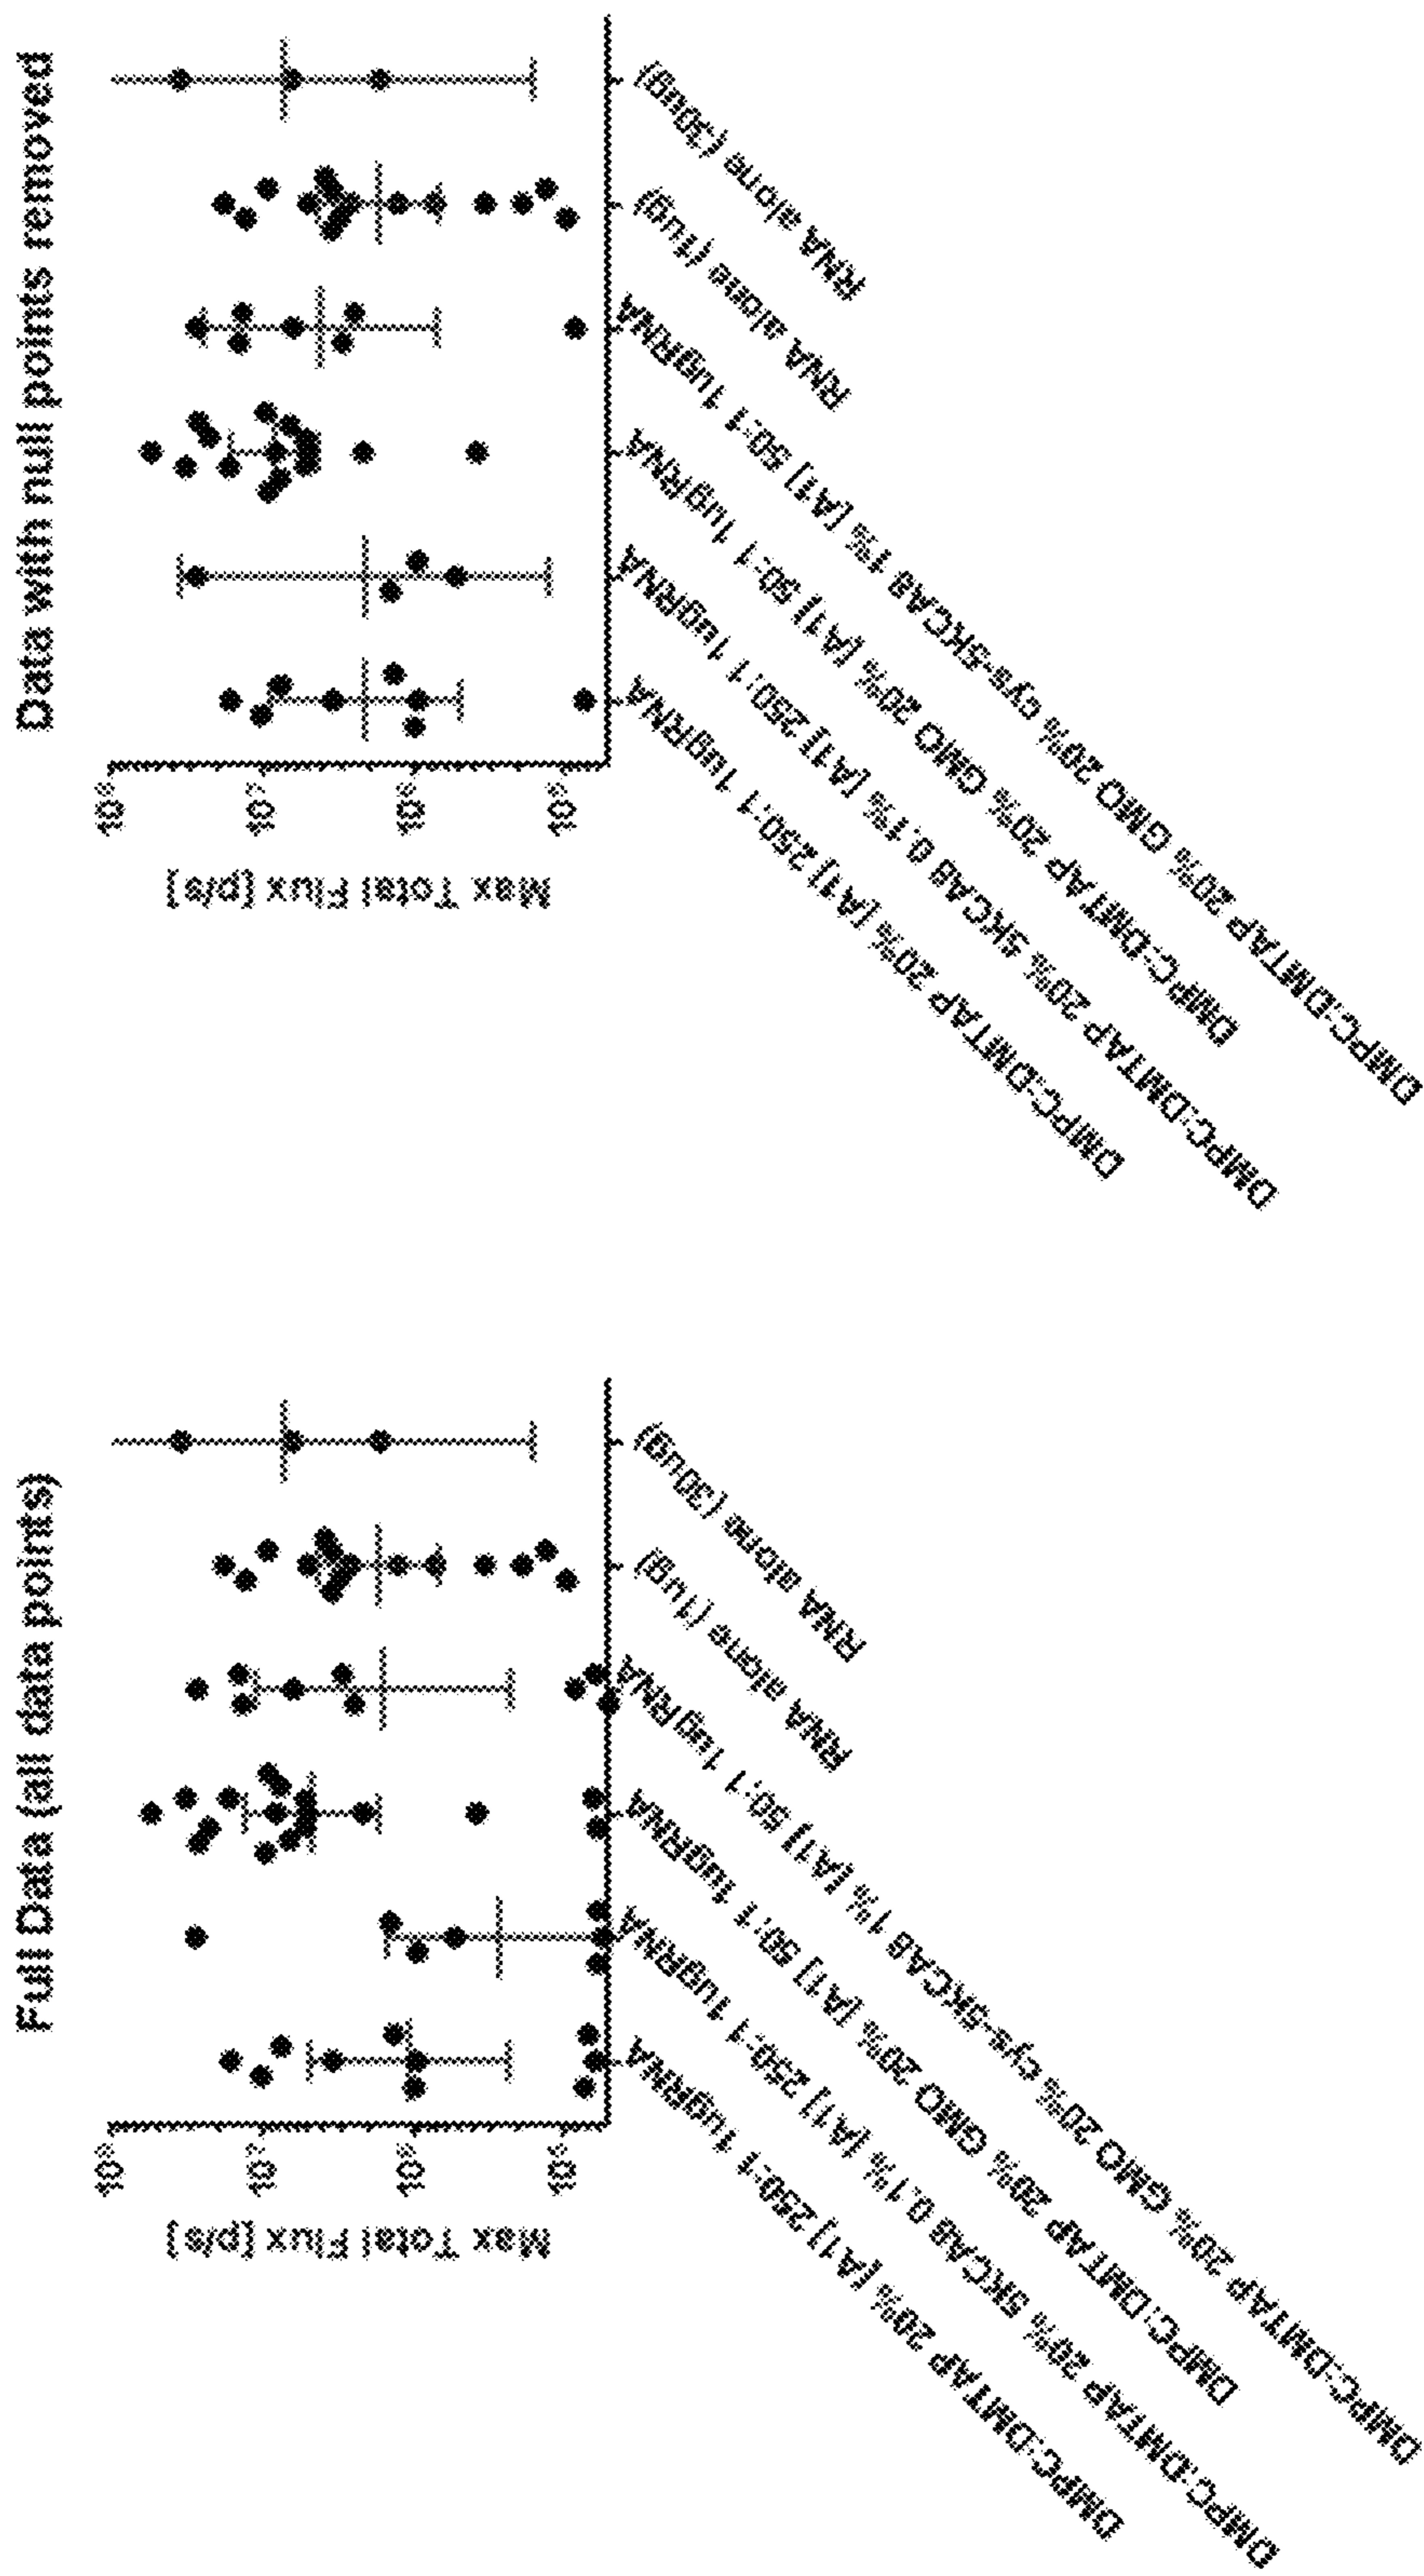 Full Data (all data points)
Max Total Flux [p/s]
10⁸
10⁷
10⁶
10⁵
DMPC:DMTAP 20% [A1] 250:1 1ugRNA
DMPC:DMTAP 20% 5KCA8 0.1% [A1] 250:1 1ugRNA
DMPC:DMTAP 20% GMO 20% [A1] 50:1 1ugRNA
DMPC:DMTAP 20% GMO 20% cys-5KCA8 1% [A1] 50:1 1ugRNA
RNA alone (1ug)
RNA alone (30ug)
Data with null points removed
Max Total Flux [p/s]
10⁸
10⁷
10⁶
10⁵
DMPC:DMTAP 20% [A1] 250:1 1ugRNA
DMPC:DMTAP 20% 5KCA8 0.1% [A1] 250:1 1ugRNA
DMPC:DMTAP 20% GMO 20% [A1] 50:1 1ugRNA
DMPC:DMTAP 20% GMO 20% cys-5KCA8 1% [A1] 50:1 1ugRNA
RNA alone (1ug)
RNA alone (30ug)